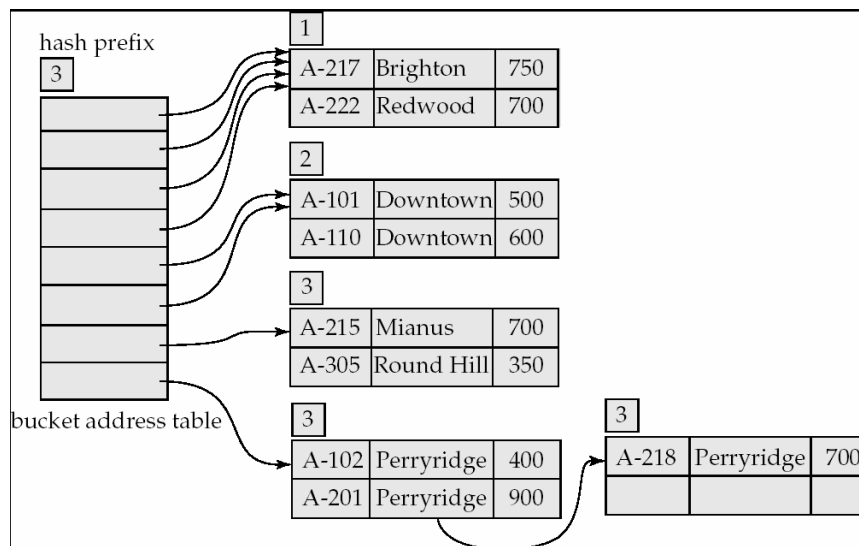 hash prefix
3
1
A-217 Brighton 750
A-222 Redwood 700
2
A-101 Downtown 500
A-110 Downtown 600
3
A-215 Mianus 700
A-305 Round Hill 350
bucket address table
3
A-102 Perryridge 400
A-201 Perryridge 900
3
A-218 Perryridge 700